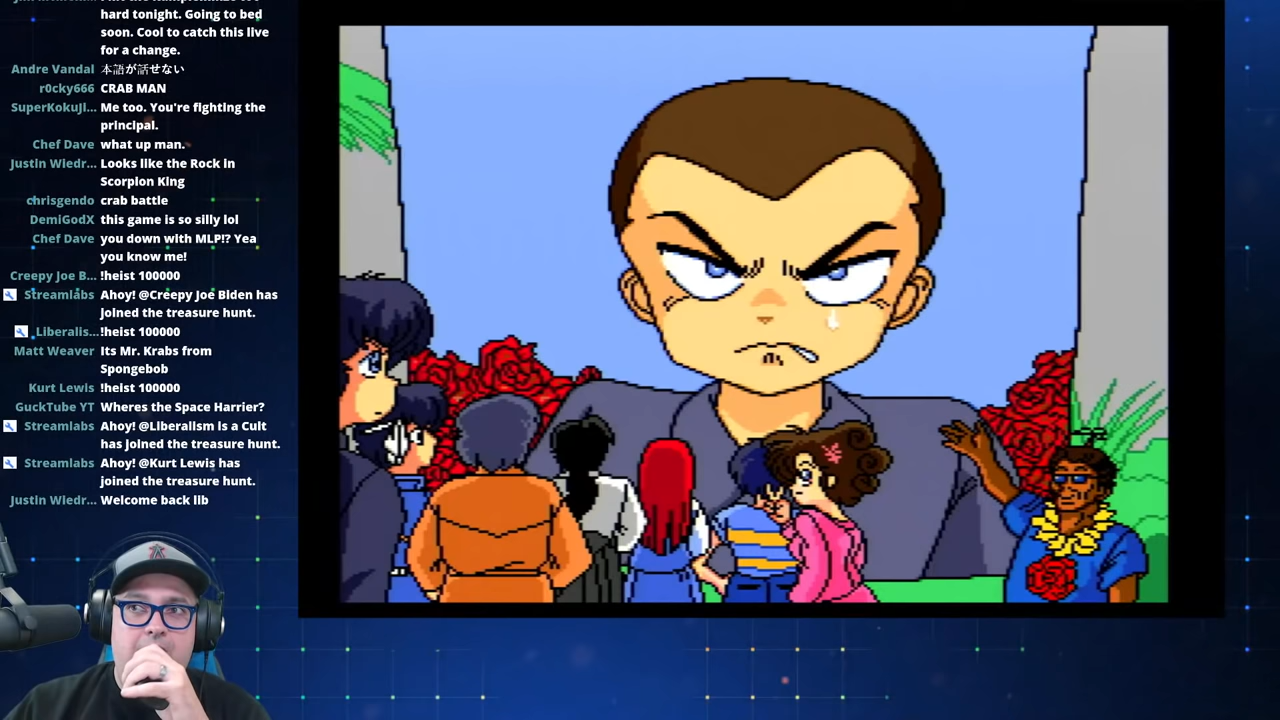 hard tonight. Going to bed
soon. Cool to catch this live
for a change.
Andre Vandal 本語が話せない
r0cky666 CRAB MAN
SuperKokuJI... Me too. You're fighting the
principal.
Chef Dave what up man.
Justin Wiedr... Looks like the Rock in
Scorpion King
chrisgendo crab battle
DemiGodX this game is so silly lol
Chef Dave you down with MLP!? Yea
you know me!
Creepy Joe B... !heist 100000
Streamlabs Ahoy! @Creepy Joe Biden has
joined the treasure hunt.
Liberalis... !heist 100000
Matt Weaver Its Mr. Krabs from
Spongebob
Kurt Lewis !heist 100000
GuckTube YT Wheres the Space Harrier?
Streamlabs Ahoy! @Liberalism is a Cult
has joined the treasure hunt.
Streamlabs Ahoy! @Kurt Lewis has
joined the treasure hunt.
Justin Wiedr... Welcome back lib